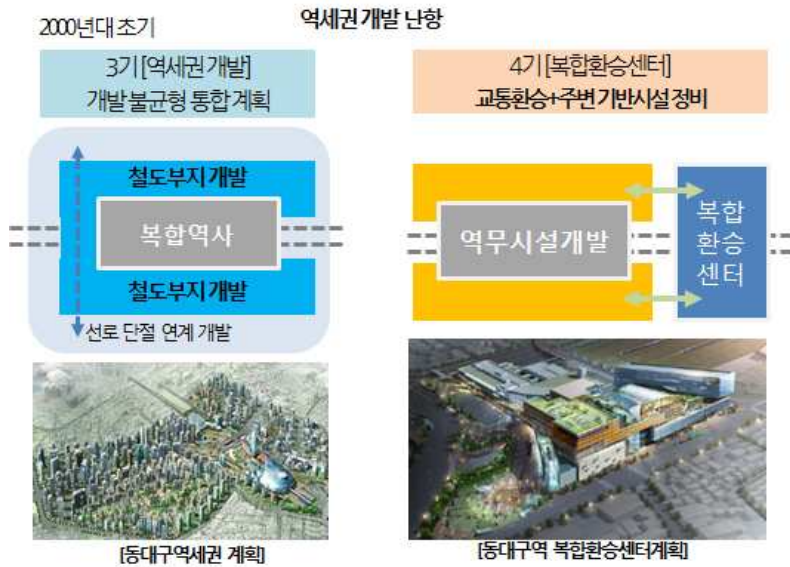 역세권 개발 난항
2000년대 초기
3기 [역세권 개발]
개발 불균형 통합 계획
철도부지 개발
복합역사
철도부지 개발
선로 단절 연계 개발
[동대구역세권 계획]
4기 [복합환승센터]
교통환승+주변 기반시설 정비
역무시설개발
복합
환승
센터
[동대구역 복합환승센터계획]